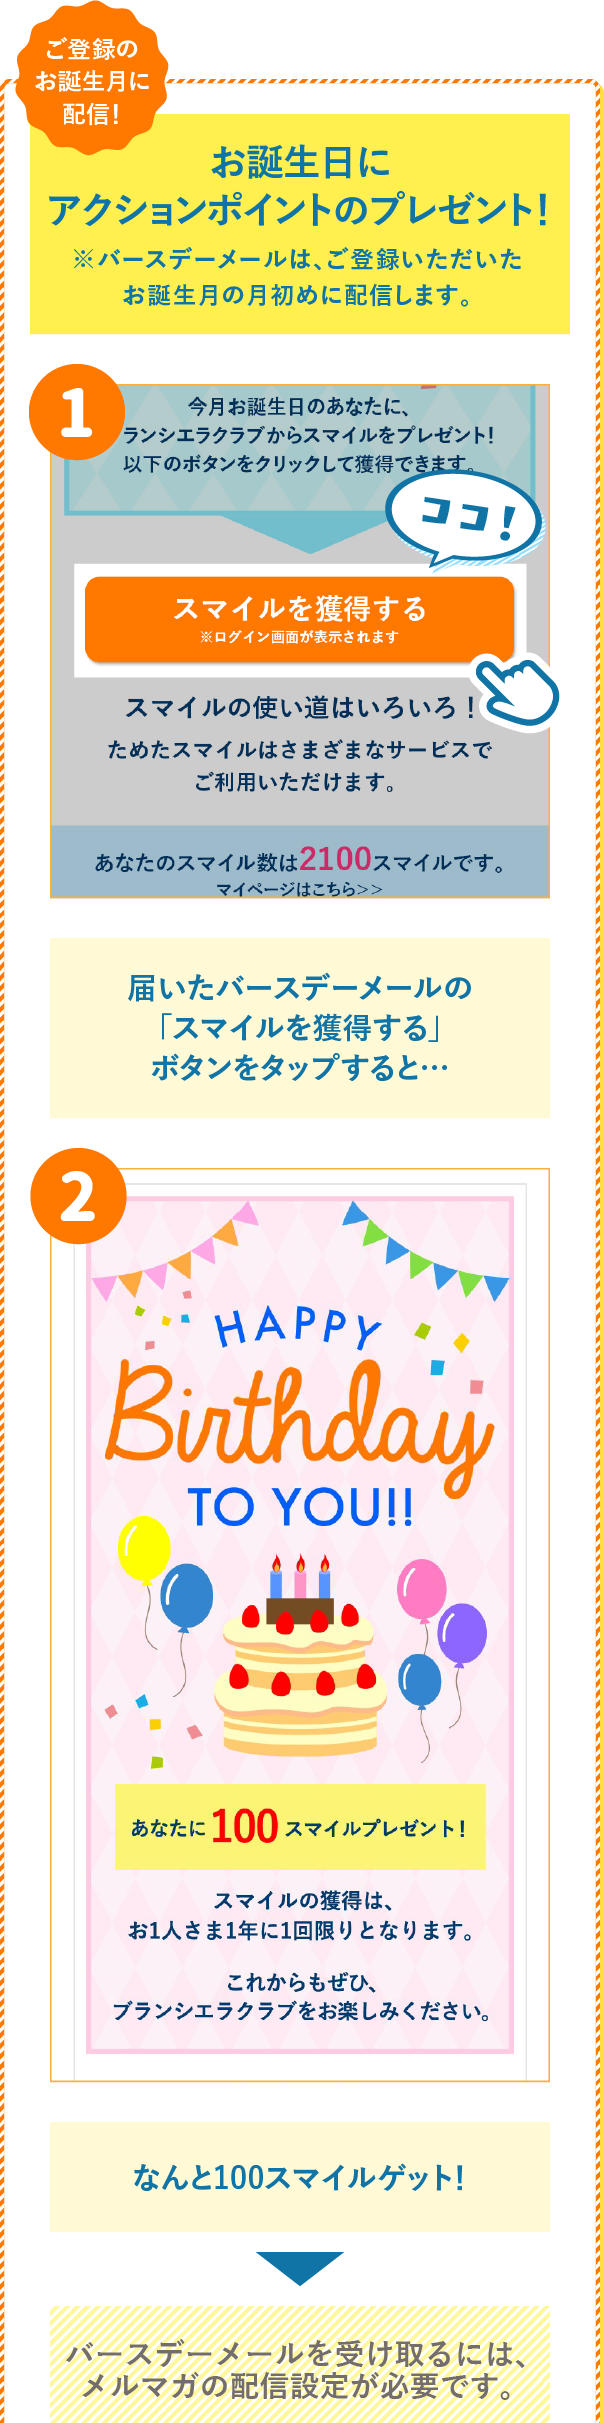 ご登録の
お誕生月に
配信！
お誕生日に
アクションポイントのプレゼント！
※バースデーメールは、ご登録いただいた
お誕生月の月初めに配信します。
1
今月お誕生日のあなたに、
ランシエラクラブからスマイルをプレゼント！
以下のボタンをクリックして獲得できます。
ココ！
スマイルを獲得する
※ログイン画面が表示されます
スマイルの使い道はいろいろ！
ためたスマイルはさまざまなサービスで
ご利用いただけます。
あなたのスマイル数は2100スマイルです。
マイページはこちら>>
届いたバースデーメールの
「スマイルを獲得する」
ボタンをタップすると…
2
HAPPY
Birthday
TO YOU!!
あなたに100スマイルプレゼント！
スマイルの獲得は、
お1人さま1年に1回限りとなります。
これからもぜひ、
ブランシエラクラブをお楽しみください。
なんと100スマイルゲット！
バースデーメールを受け取るには、
メルマガの配信設定が必要です。